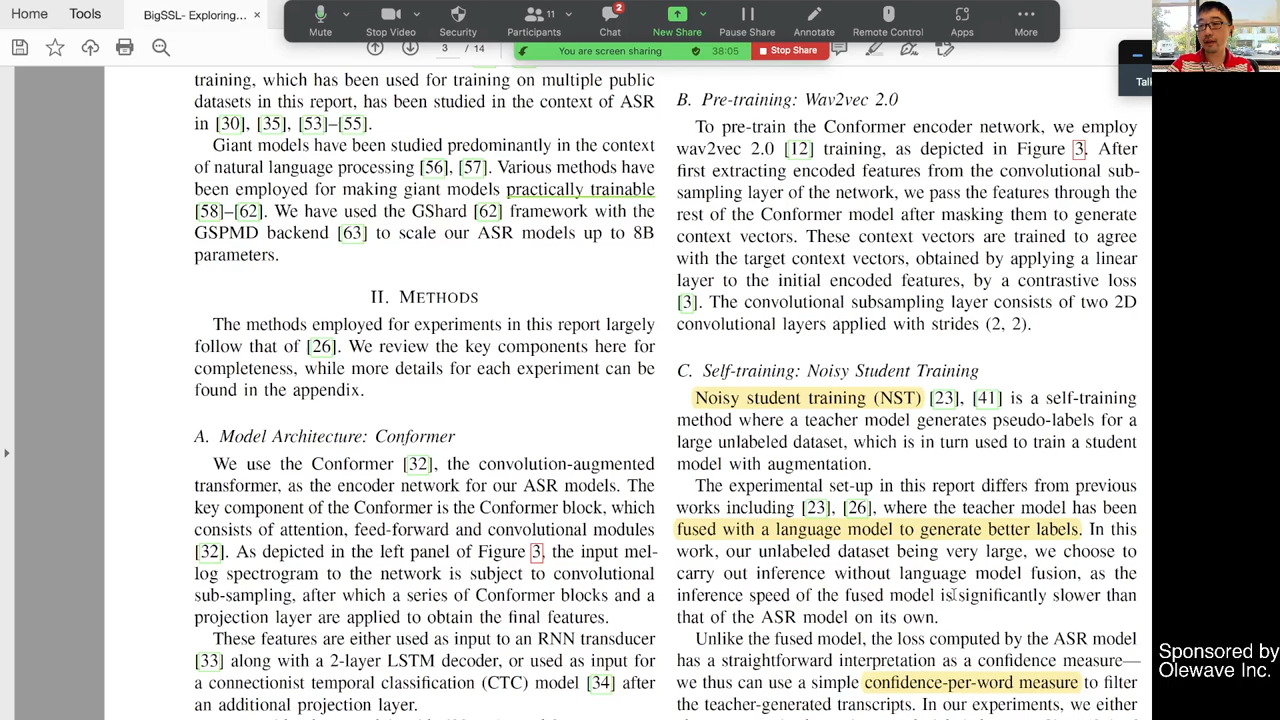 Home
Tools
BigSSL- Exploring... ×
Mute
Stop Video
Security
11
Participants
2
Chat
New Share
Pause Share
Annotate
Remote Control
Apps
More
3 / 14
You are screen sharing
38:05
Stop Share
training, which has been used for training on multiple public
datasets in this report, has been studied in the context of ASR
in [30], [35], [53]–[55].
Giant models have been studied predominantly in the context
of natural language processing [56], [57]. Various methods have
been employed for making giant models practically trainable
[58]–[62]. We have used the GShard [62] framework with the
GSPMD backend [63] to scale our ASR models up to 8B
parameters.
II. METHODS
The methods employed for experiments in this report largely
follow that of [26]. We review the key components here for
completeness, while more details for each experiment can be
found in the appendix.
A. Model Architecture: Conformer
We use the Conformer [32], the convolution-augmented
transformer, as the encoder network for our ASR models. The
key component of the Conformer is the Conformer block, which
consists of attention, feed-forward and convolutional modules
[32]. As depicted in the left panel of Figure 3, the input mel-
log spectrogram to the network is subject to convolutional
sub-sampling, after which a series of Conformer blocks and a
projection layer are applied to obtain the final features.
These features are either used as input to an RNN transducer
[33] along with a 2-layer LSTM decoder, or used as input for
a connectionist temporal classification (CTC) model [34] after
an additional projection layer.
B. Pre-training: Wav2vec 2.0
To pre-train the Conformer encoder network, we employ
wav2vec 2.0 [12] training, as depicted in Figure 3. After
first extracting encoded features from the convolutional sub-
sampling layer of the network, we pass the features through the
rest of the Conformer model after masking them to generate
context vectors. These context vectors are trained to agree
with the target context vectors, obtained by applying a linear
layer to the initial encoded features, by a contrastive loss
[3]. The convolutional subsampling layer consists of two 2D
convolutional layers applied with strides (2, 2).
C. Self-training: Noisy Student Training
Noisy student training (NST) [23], [41] is a self-training
method where a teacher model generates pseudo-labels for a
large unlabeled dataset, which is in turn used to train a student
model with augmentation.
The experimental set-up in this report differs from previous
works including [23], [26], where the teacher model has been
fused with a language model to generate better labels. In this
work, our unlabeled dataset being very large, we choose to
carry out inference without language model fusion, as the
inference speed of the fused model is significantly slower than
that of the ASR model on its own.
Unlike the fused model, the loss computed by the ASR model
has a straightforward interpretation as a confidence measure—
we thus can use a simple confidence-per-word measure to filter
the teacher-generated transcripts. In our experiments, we either
Sponsored by
Olewave Inc.